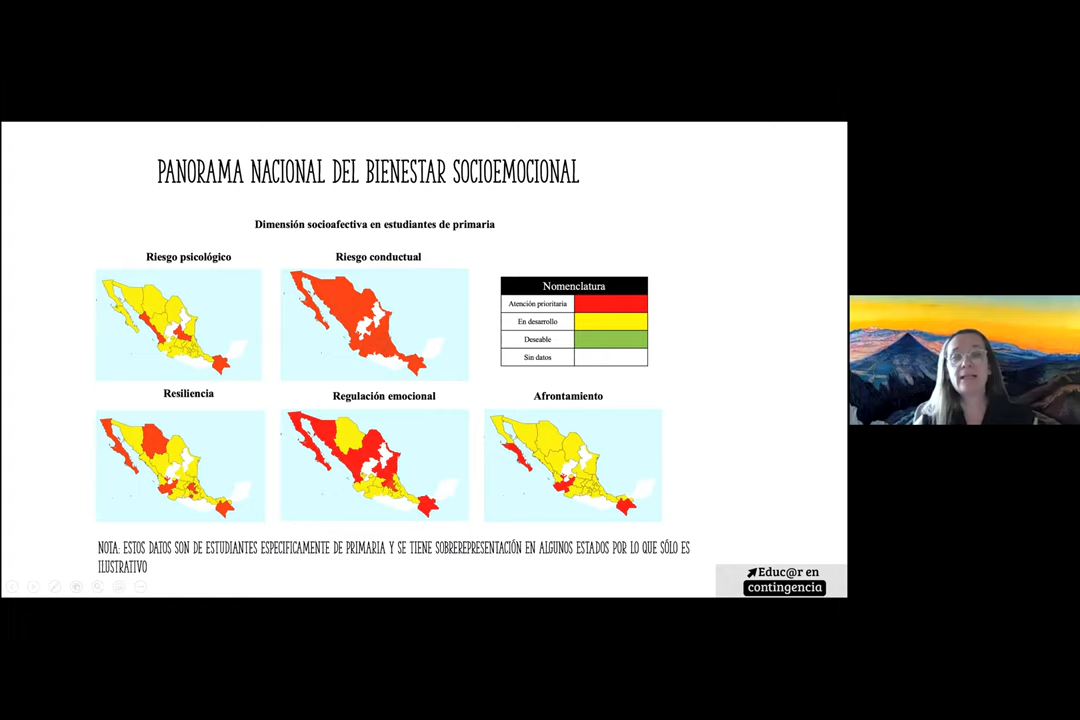 PANORAMA NACIONAL DEL BIENESTAR SOCIOEMOCIONAL
Dimensión socioafectiva en estudiantes de primaria
Riesgo psicológico
Riesgo conductual
Nomenclatura
Atención prioritaria
En desarrollo
Deseable
Sin datos
Resiliencia
Regulación emocional
Afrontamiento
NOTA: ESTOS DATOS SON DE ESTUDIANTES ESPECIFICAMENTE DE PRIMARIA Y SE TIENE SOBREREPRESENTACIÓN EN ALGUNOS ESTADOS POR LO QUE SÓLO ES
ILUSTRATIVO
Educ@r en
contingencia